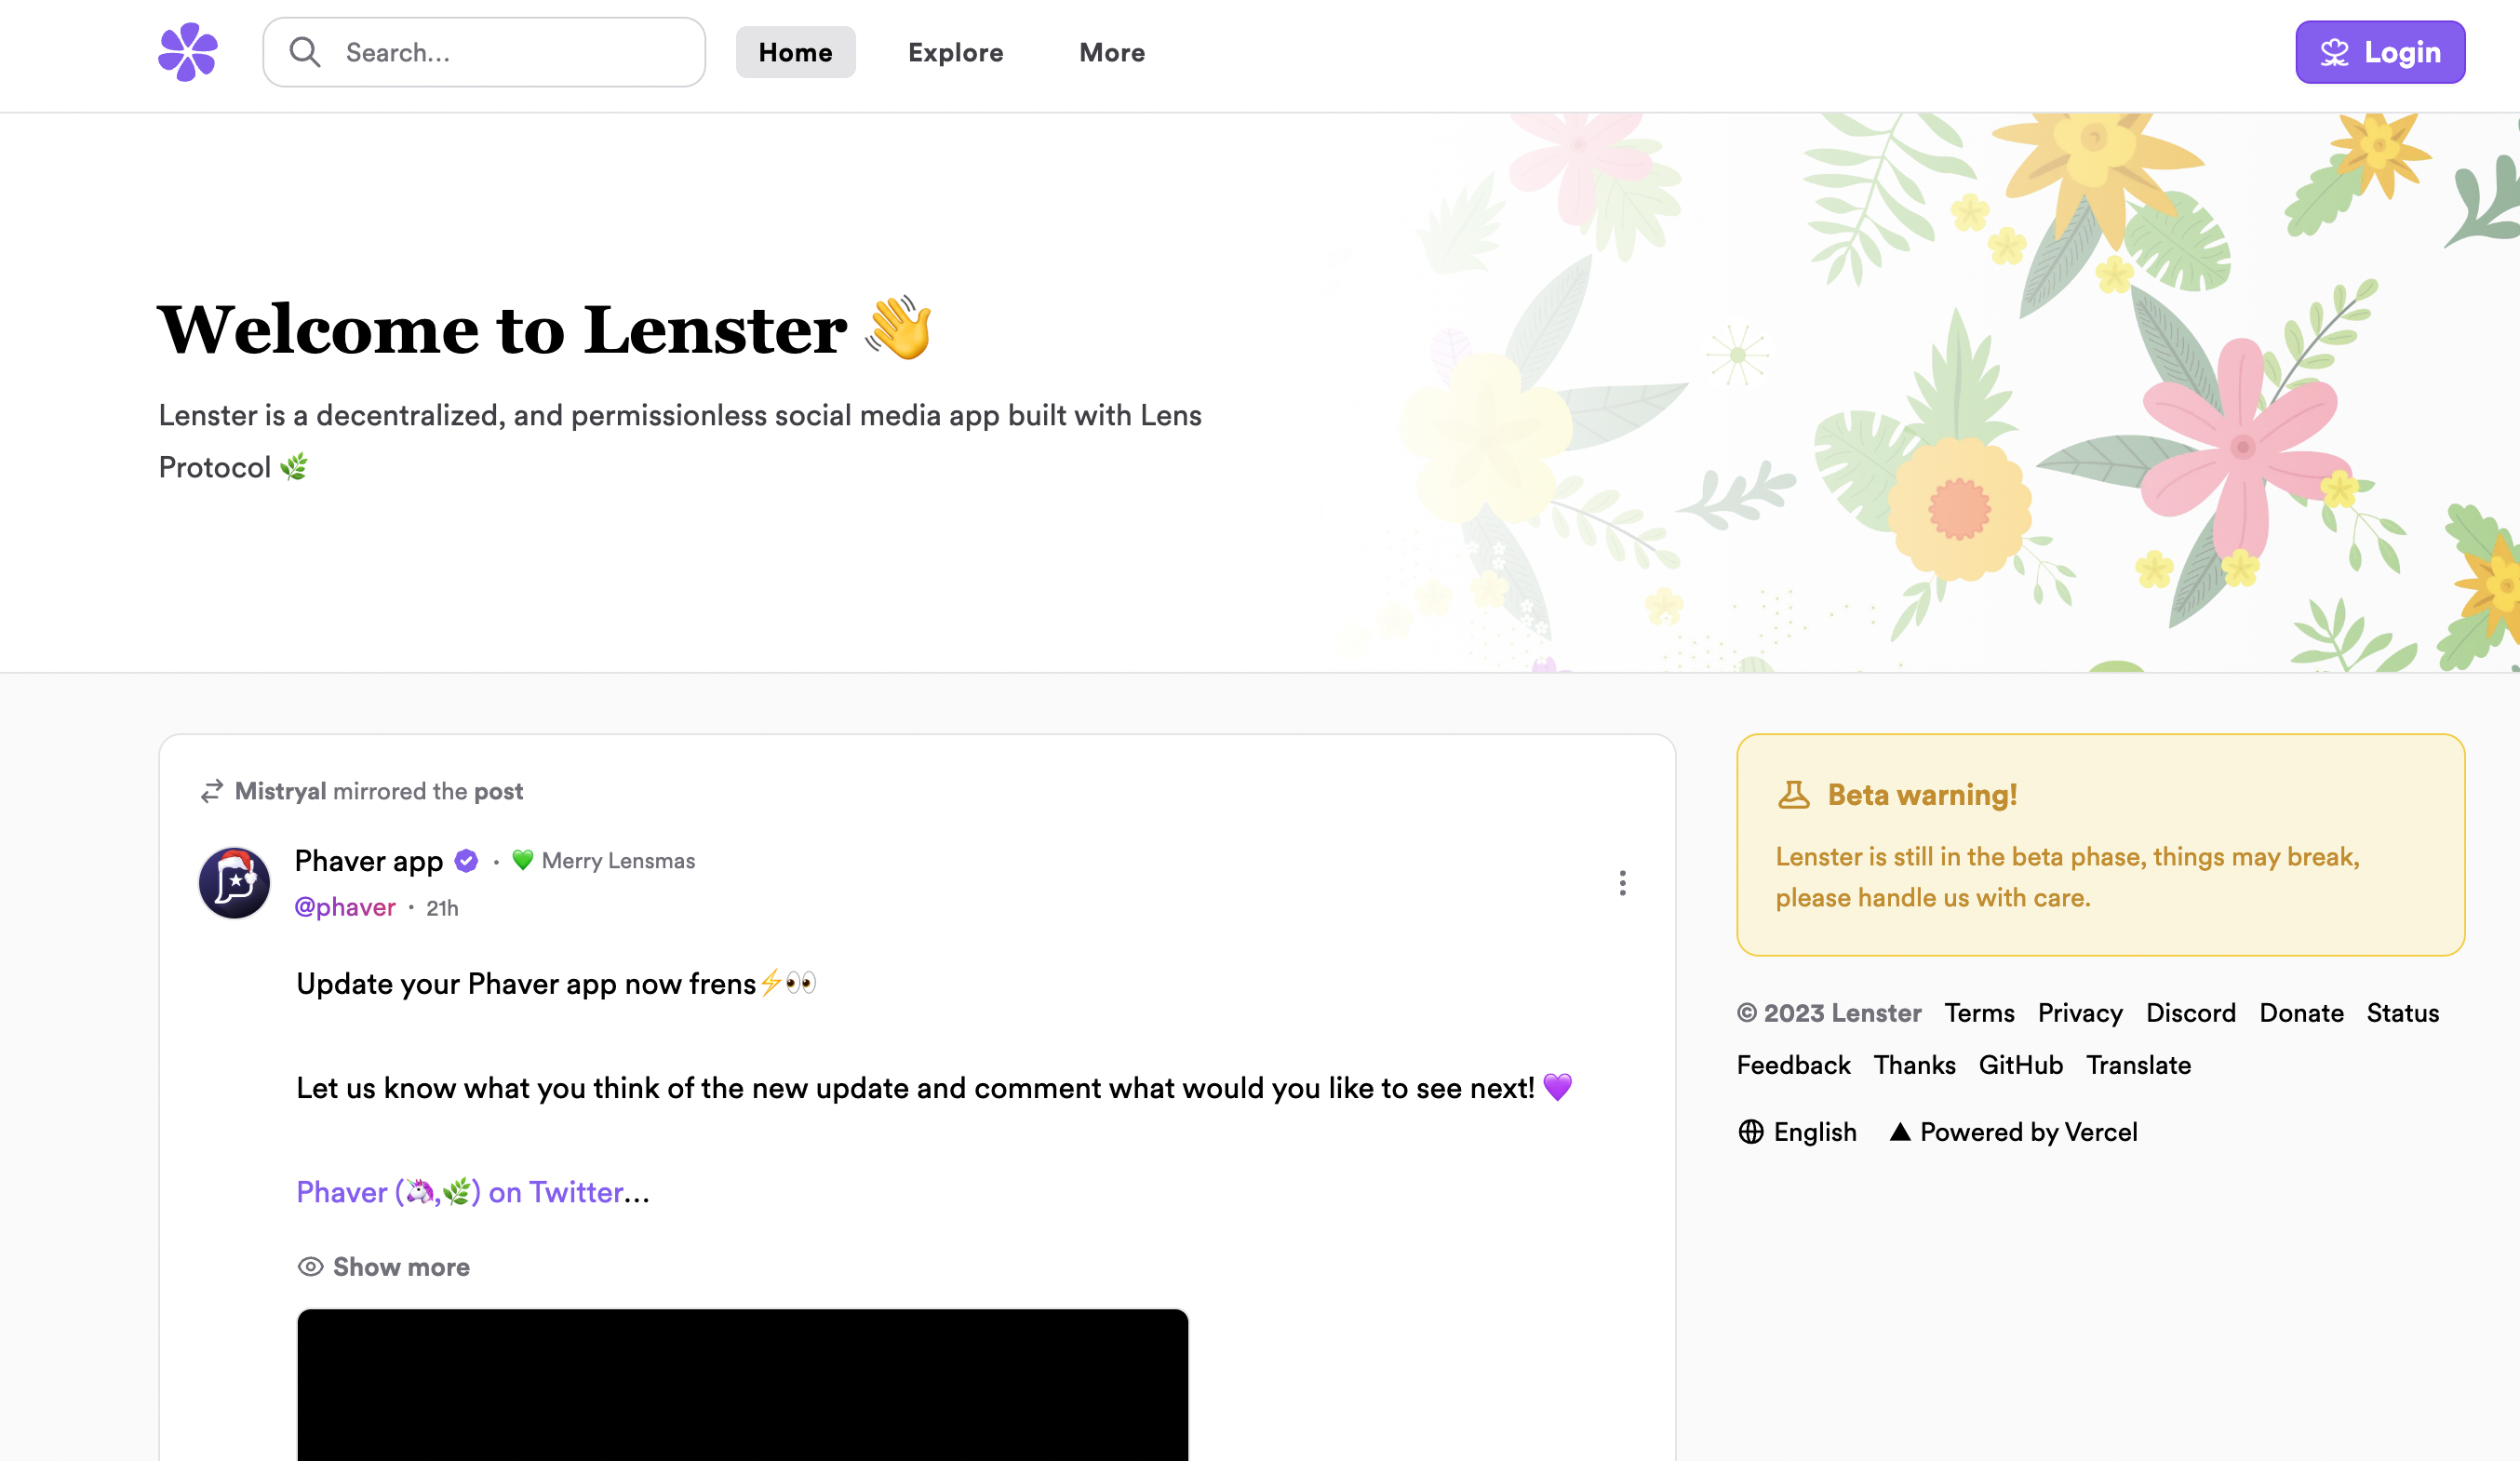 Search...
Home
Explore
More
Login
Welcome to Lenster 👋
Lenster is a decentralized, and permissionless social media app built with Lens
Protocol 🌿
Mistryal mirrored the post
Phaver app · 💚 Merry Lensmas
@phaver · 21h
Update your Phaver app now frens⚡👀
Let us know what you think of the new update and comment what would you like to see next! 💜
Phaver (🦄,🌿) on Twitter…
Show more
Beta warning!
Lenster is still in the beta phase, things may break,
please handle us with care.
© 2023 Lenster Terms Privacy Discord Donate Status
Feedback Thanks GitHub Translate
English ▲ Powered by Vercel